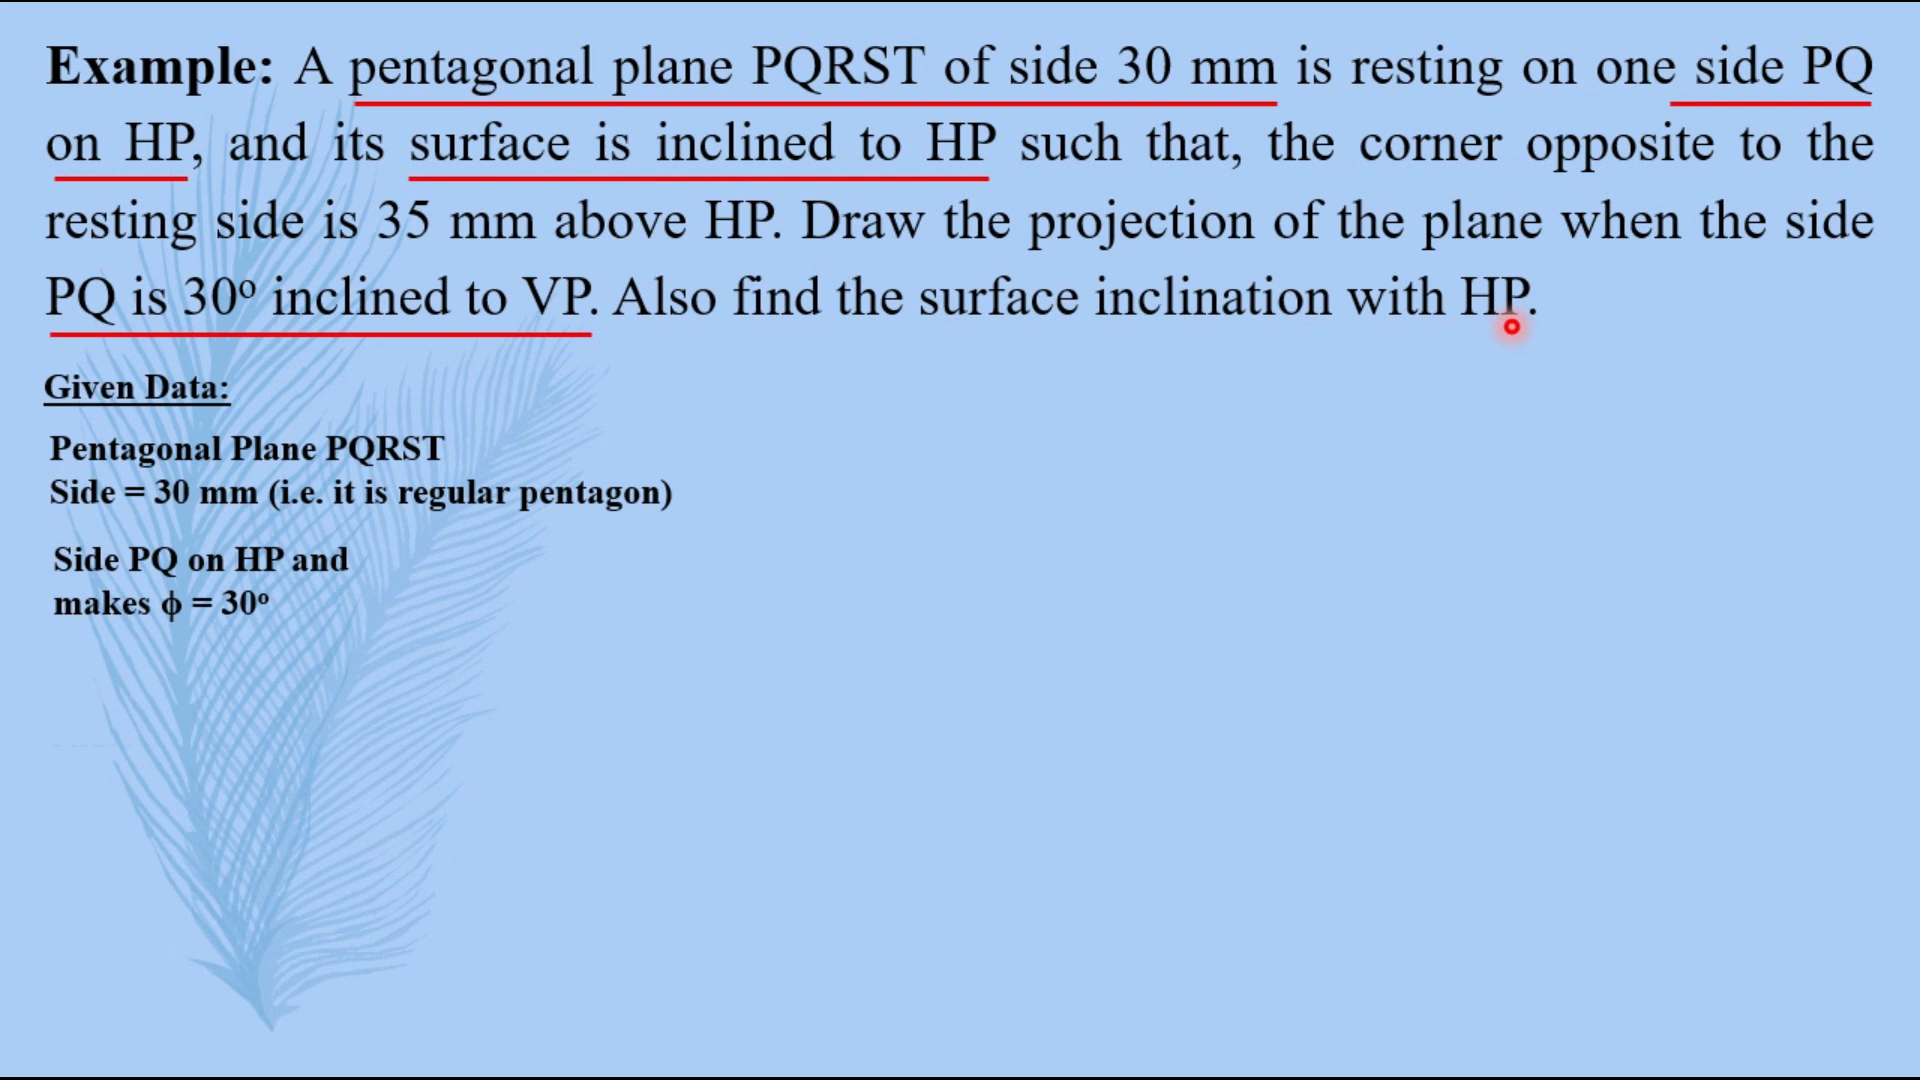 Example: A pentagonal plane PQRST of side 30 mm is resting on one side PQ
on HP, and its surface is inclined to HP such that, the corner opposite to the
resting side is 35 mm above HP. Draw the projection of the plane when the side
PQ is 30º inclined to VP. Also find the surface inclination with HP.
Given Data:
Pentagonal Plane PQRST
Side = 30 mm (i.e. it is regular pentagon)
Side PQ on HP and
makes ϕ = 30º